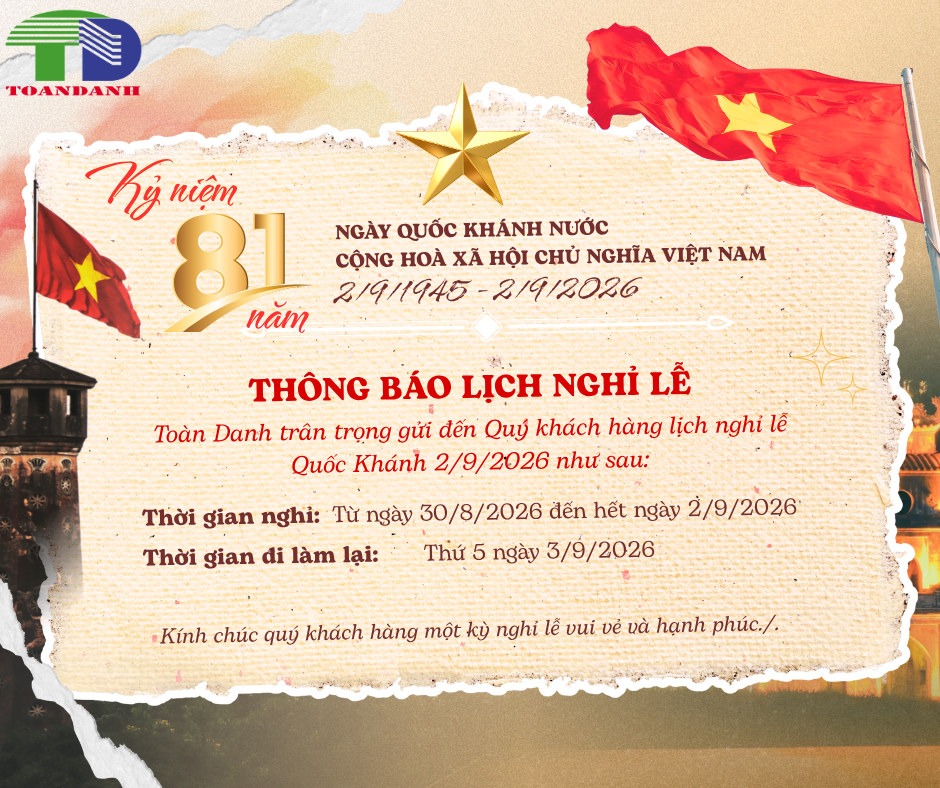 TOANDANH
Kỷ niệm
81
năm
NGÀY QUỐC KHÁNH NƯỚC
CỘNG HOÀ XÃ HỘI CHỦ NGHĨA VIỆT NAM
2/9/1945 - 2/9/2026
THÔNG BÁO LỊCH NGHỈ LỄ
Toàn Danh trân trọng gửi đến Quý khách hàng lịch nghỉ lễ
Quốc Khánh 2/9/2026 như sau:
Thời gian nghỉ: Từ ngày 30/8/2026 đến hết ngày 2/9/2026
Thời gian đi làm lại: Thứ 5 ngày 3/9/2026
Kính chúc quý khách hàng một kỳ nghỉ lễ vui vẻ và hạnh phúc./.